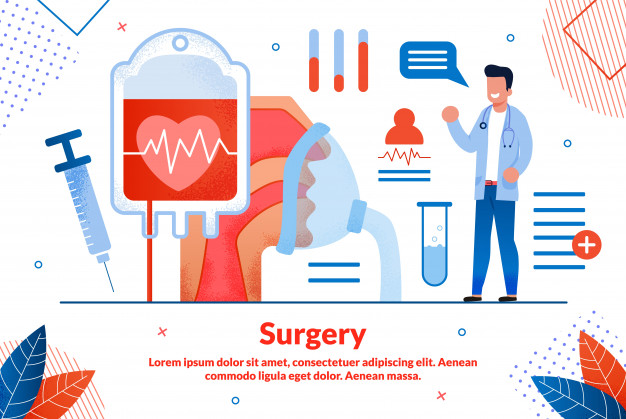 Surgery
Lorem ipsum dolor sit amet, consectetuer adipiscing elit. Aenean
commodo ligula eget dolor. Aenean massa.